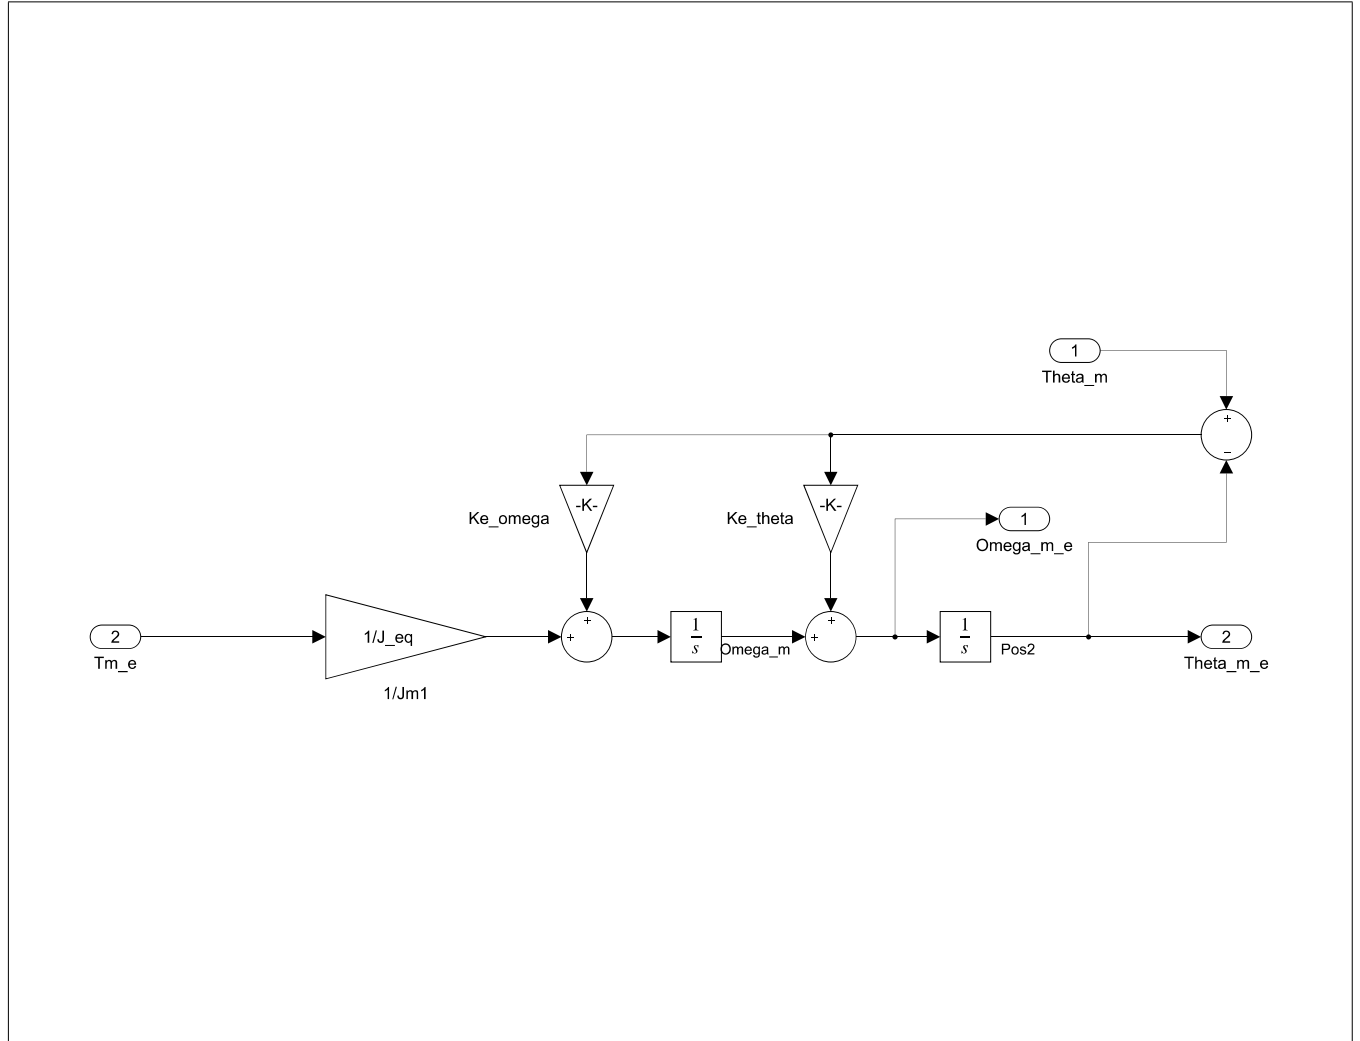 1
Theta_m
+
−
-K-
-K-
Ke_omega
Ke_theta
1
Omega_m_e
2
Tm_e
1/J_eq
1/Jm1
+
+
1
s
Omega_m
+
+
1
s
Pos2
2
Theta_m_e